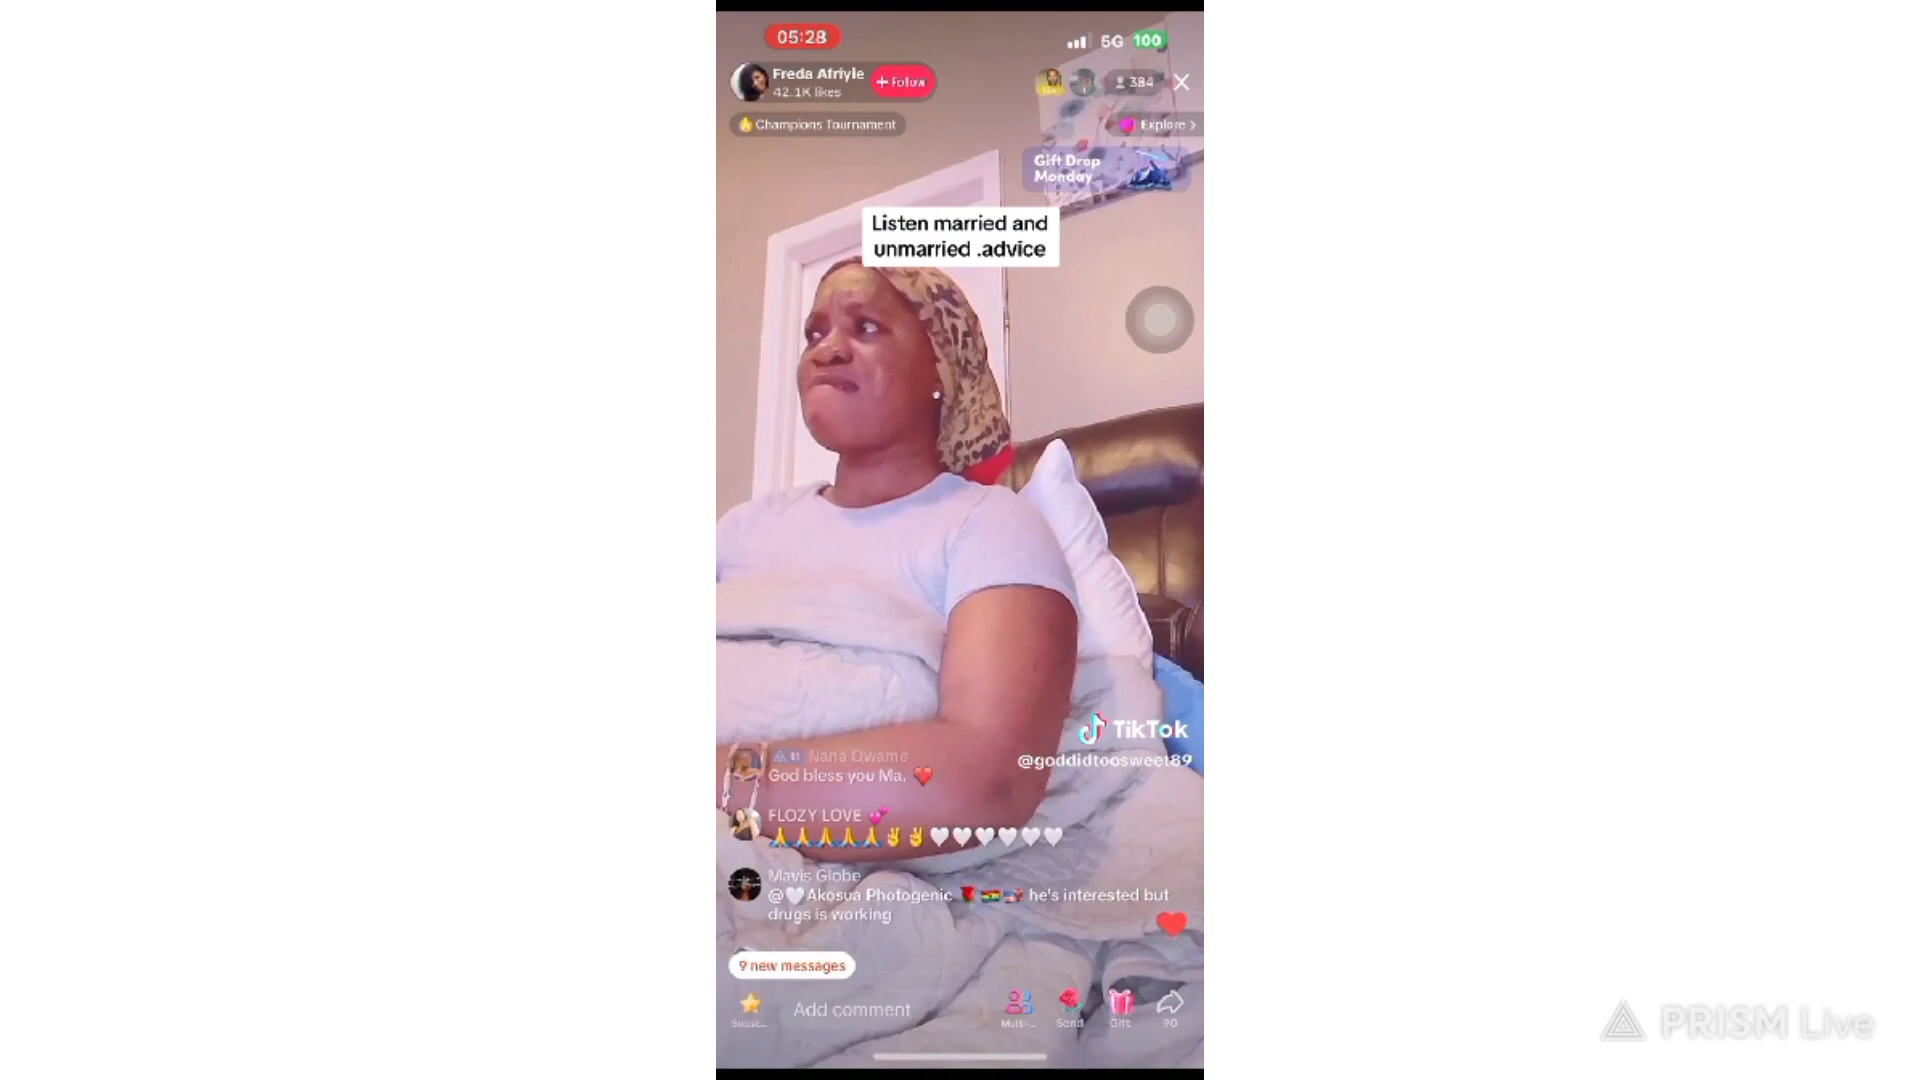 05:28
5G 100
Freda Afriyie
42.1K likes
+ Follow
384
Champions Tournament
Explore >
Gift Drop
Monday
Listen married and
unmarried .advice
TikTok
@goddidtoosweet89
Nana Qwame
God bless you Ma. ❤️
FLOZY LOVE 💕
🙏🙏🙏🙏🙏✌️✌️🤍🤍🤍🤍🤍🤍
Mavis Globe
@🤍Akosua Photogenic 🌹🇬🇭🇺🇸 he's interested but
drugs is working
9 new messages
Add comment
Subsc...
Multi-...
Send
Gift
90
PRISM Live